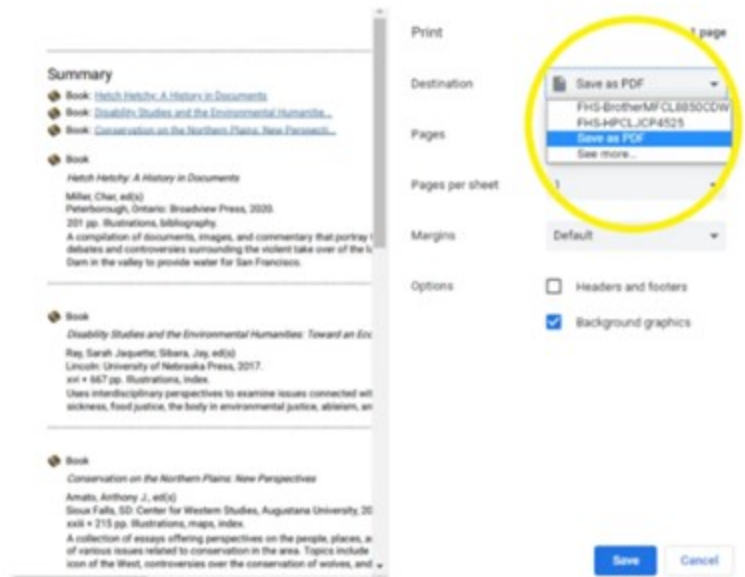 Summary
Book: Hetch Hetchy: A History in Documents
Book: Disability Studies and the Environmental Humanitie...
Book: Conservation on the Northern Plains: New Perspecti...
Book
Hetch Hetchy: A History in Documents
Miller, Char, ed(s)
Peterborough, Ontario: Broadview Press, 2020.
201 pp. Illustrations, bibliography.
A compilation of documents, images, and commentary that portray
debates and controversies surrounding the violent take over of the
Dam in the valley to provide water for San Francisco.
Book
Disability Studies and the Environmental Humanities: Toward an Eco
Ray, Sarah Jaquette; Sibara, Jay, ed(s)
Lincoln: University of Nebraska Press, 2017.
xvi + 667 pp. Illustrations, index.
Uses interdisciplinary perspectives to examine issues connected wit
sickness, food justice, the body in environmental justice, ableism, an
Book
Conservation on the Northern Plains: New Perspectives
Amato, Anthony J., ed(s)
Sioux Falls, SD: Center for Western Studies, Augustana University, 20
xxiii + 215 pp. Illustrations, maps, index.
A collection of essays offering perspectives on the people, places, a
of various issues related to conservation in the area. Topics include
icon of the West, controversies over the conservation of wolves, and
Print
1 page
Destination
Save as PDF
FHS-BrotherMFCL8850CDW
FHS-HPCLJCP4525
Save as PDF
See more...
Pages
Pages per sheet
1
Margins
Default
Options
Headers and footers
Background graphics
Save
Cancel